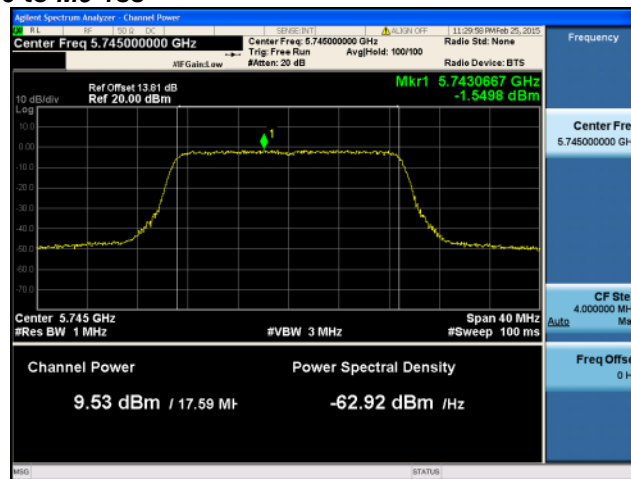 Agilent Spectrum Analyzer - Channel Power
RL RF 50 Ω DC SENSE:INT ALIGN OFF 11:29:58 PM Feb 25, 2015
Center Freq 5.745000000 GHz Center Freq: 5.745000000 GHz Radio Std: None Frequency
Trig: Free Run Avg|Hold: 100/100
#IFGain:Low #Atten: 20 dB Radio Device: BTS
Ref Offset 13.81 dB Mkr1 5.7430667 GHz
10 dB/div Ref 20.00 dBm -1.5498 dBm
Log
10.0
0.00
-10.0
-20.0
-30.0
-40.0
-50.0
-60.0
-70.0
1
Center Fre
5.745000000 GH
Center 5.745 GHz Span 40 MHz
#Res BW 1 MHz #VBW 3 MHz #Sweep 100 ms
CF Ste
4.000000 MH
Auto Ma
Channel Power Power Spectral Density
9.53 dBm / 17.59 MH -62.92 dBm /Hz
Freq Offse
0 H
MSG STATUS